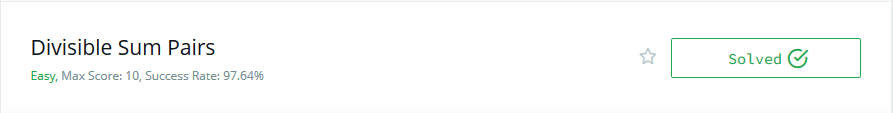 Divisible Sum Pairs
Solved
Easy, Max Score: 10, Success Rate: 97.64%